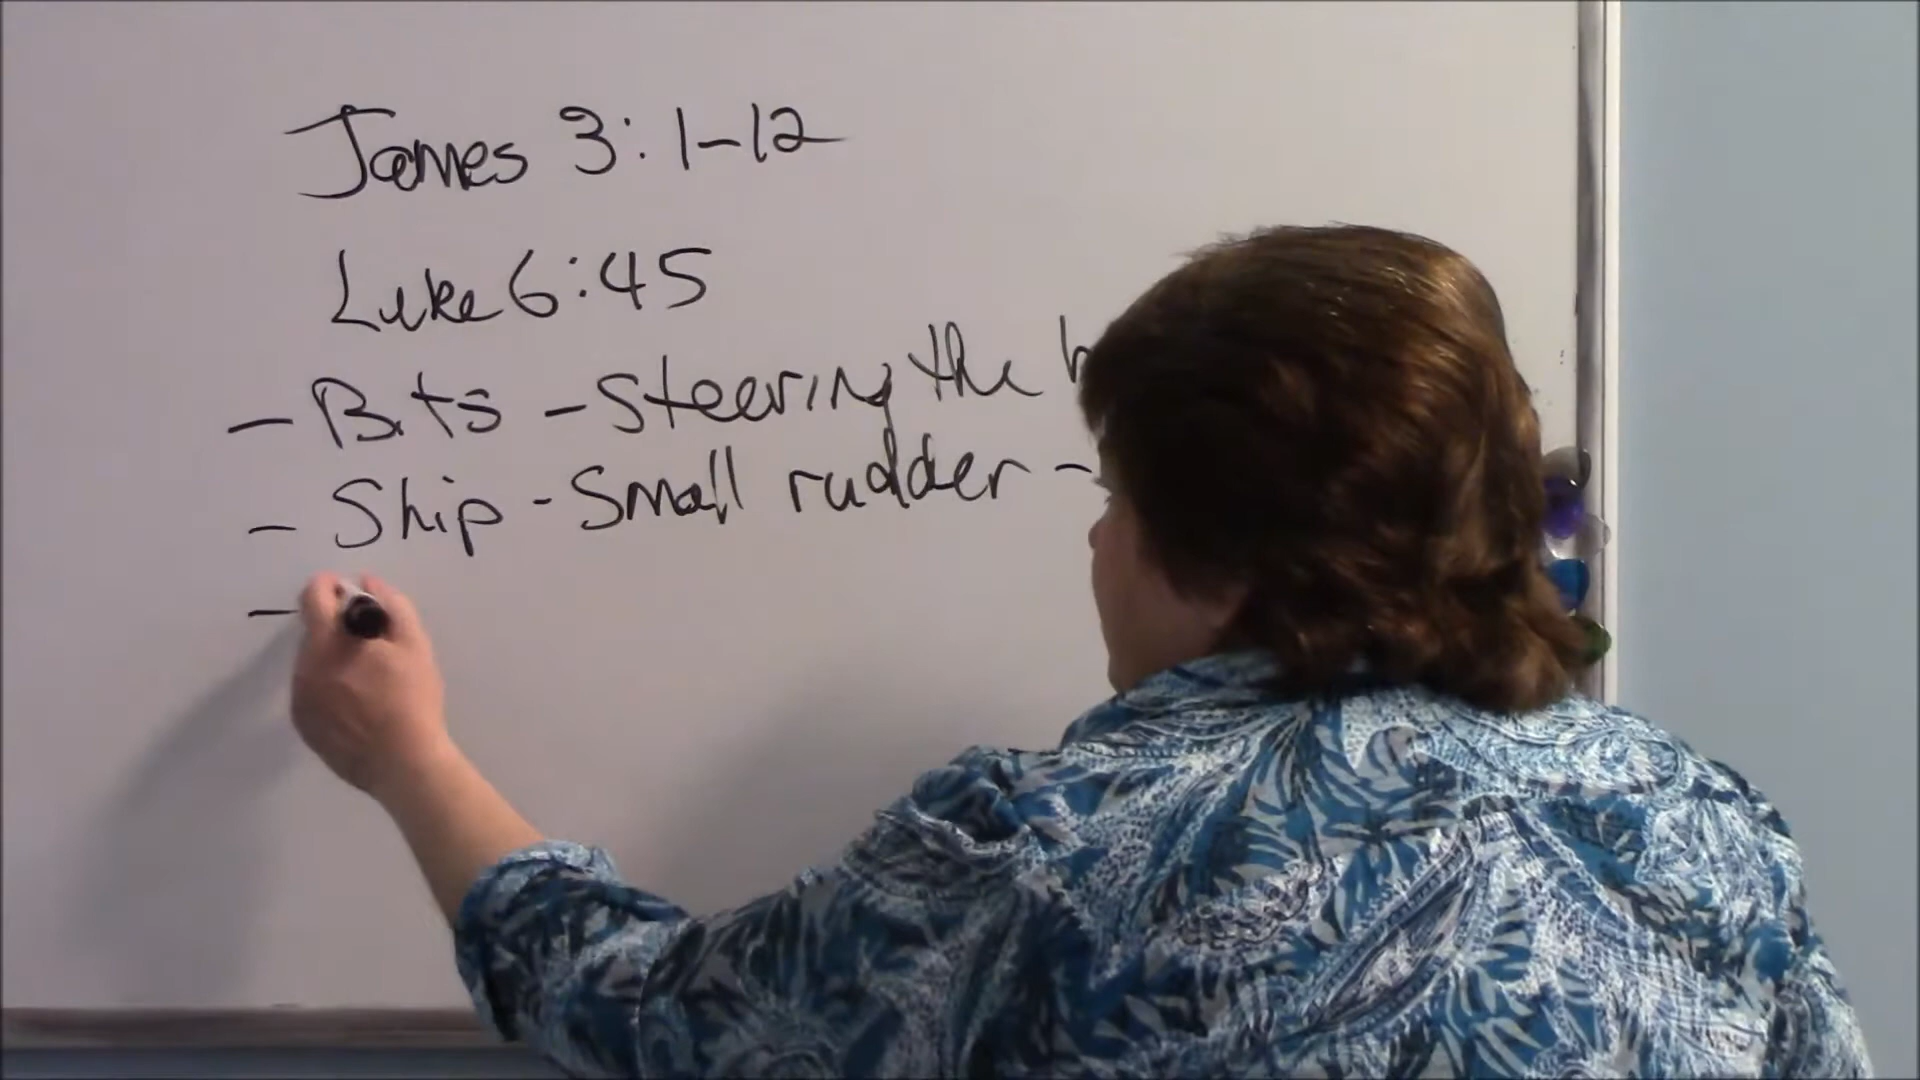 James 3:1-12
Luke 6:45
- Bits - Steering the
- Ship - Small rudder -
-